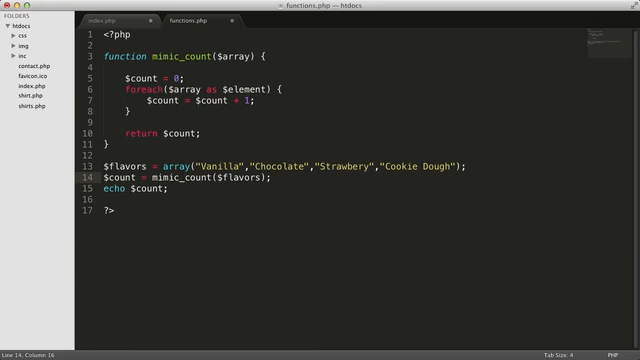 functions.php — htdocs
FOLDERS
htdocs
css
img
inc
contact.php
favicon.ico
index.php
shirt.php
shirts.php
index.php
functions.php
1 <?php
2
3 function mimic_count($array) {
4
5 $count = 0;
6 foreach($array as $element) {
7 $count = $count + 1;
8 }
9
10 return $count;
11 }
12
13 $flavors = array("Vanilla","Chocolate","Strawbery","Cookie Dough");
14 $count = mimic_count($flavors);
15 echo $count;
16
17 ?>
Line 14, Column 16
Tab Size: 4
PHP